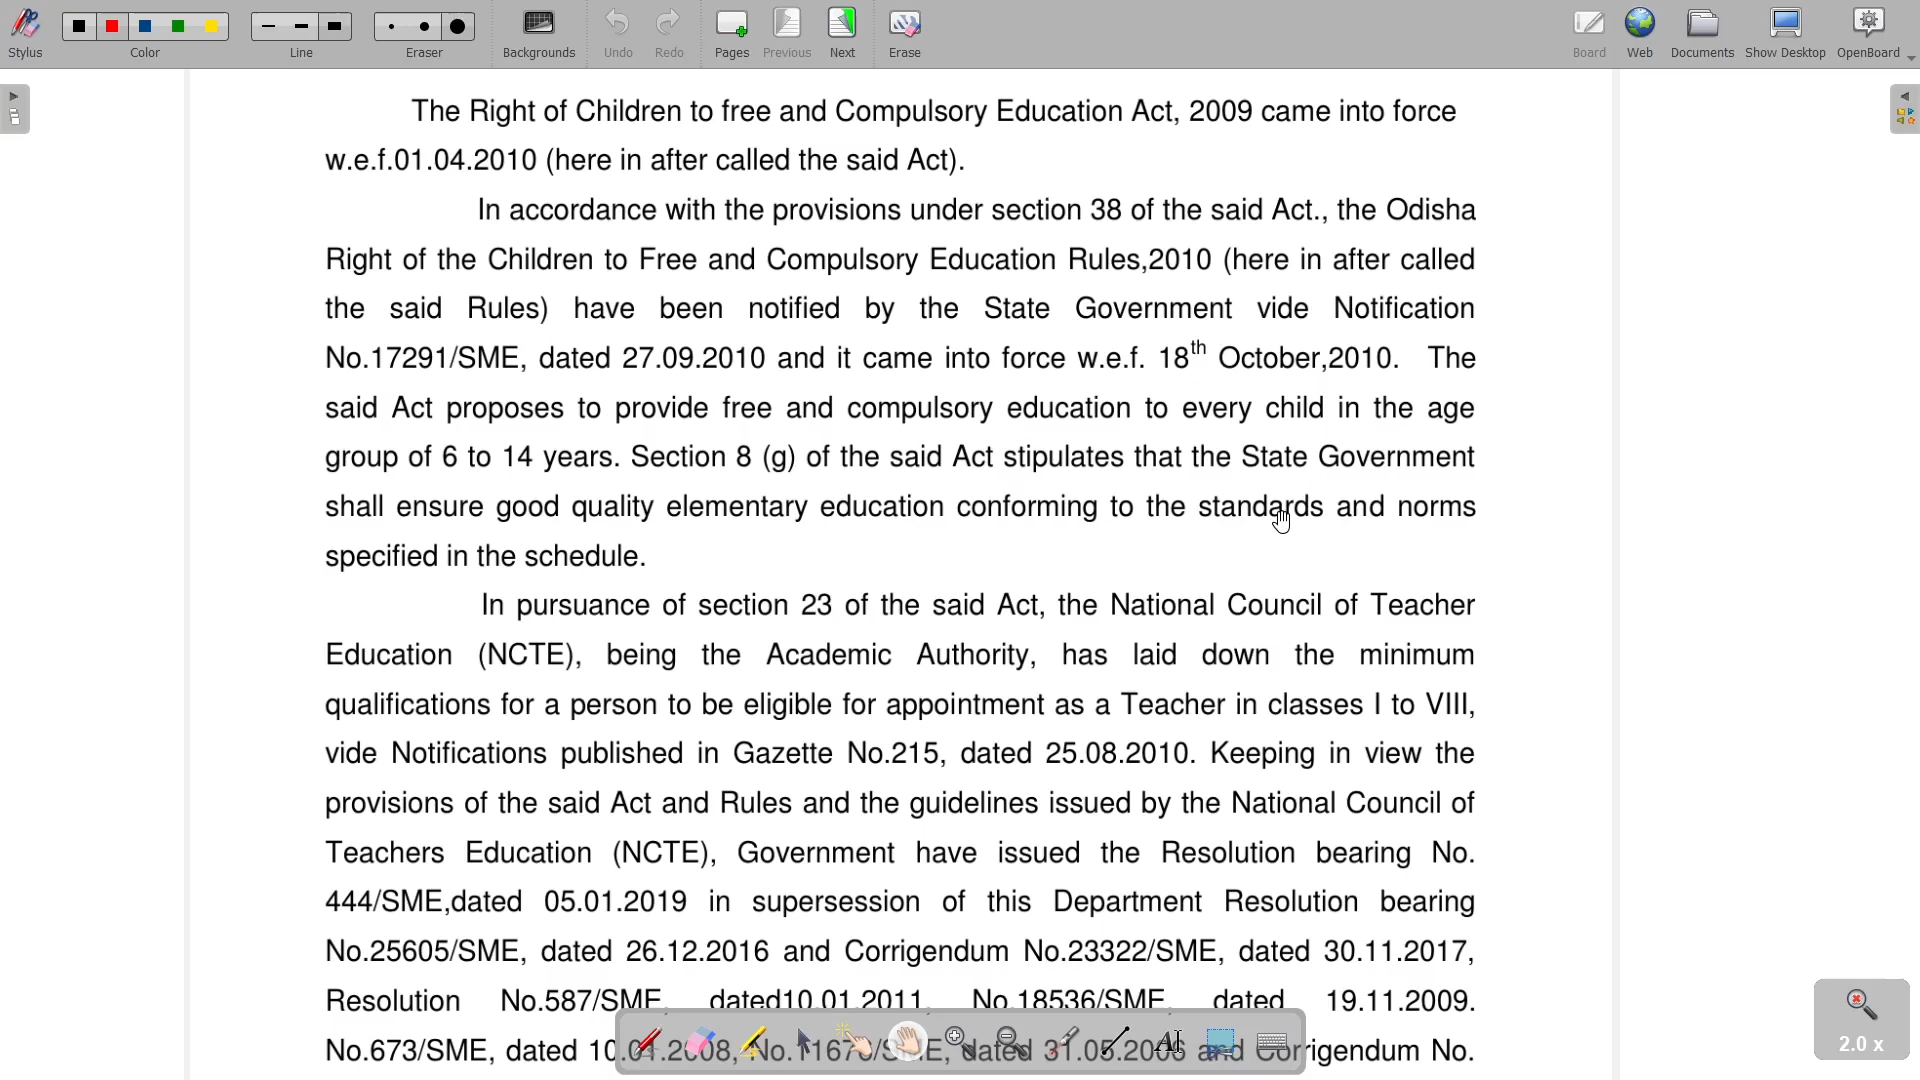 Stylus
Color
Line
Eraser
Backgrounds
Undo
Redo
Pages
Previous
Next
Erase
Board
Web
Documents
Show Desktop
OpenBoard
The Right of Children to free and Compulsory Education Act, 2009 came into force
w.e.f.01.04.2010 (here in after called the said Act).
In accordance with the provisions under section 38 of the said Act., the Odisha
Right of the Children to Free and Compulsory Education Rules,2010 (here in after called
the said Rules) have been notified by the State Government vide Notification
No.17291/SME, dated 27.09.2010 and it came into force w.e.f. 18th October,2010. The
said Act proposes to provide free and compulsory education to every child in the age
group of 6 to 14 years. Section 8 (g) of the said Act stipulates that the State Government
shall ensure good quality elementary education conforming to the standards and norms
specified in the schedule.
In pursuance of section 23 of the said Act, the National Council of Teacher
Education (NCTE), being the Academic Authority, has laid down the minimum
qualifications for a person to be eligible for appointment as a Teacher in classes I to VIII,
vide Notifications published in Gazette No.215, dated 25.08.2010. Keeping in view the
provisions of the said Act and Rules and the guidelines issued by the National Council of
Teachers Education (NCTE), Government have issued the Resolution bearing No.
444/SME,dated 05.01.2019 in supersession of this Department Resolution bearing
No.25605/SME, dated 26.12.2016 and Corrigendum No.23322/SME, dated 30.11.2017,
Resolution No.587/SME, dated10.01.2011, No.18536/SME, dated 19.11.2009.
No.673/SME, dated dated and Corrigendum No.
2.0 x